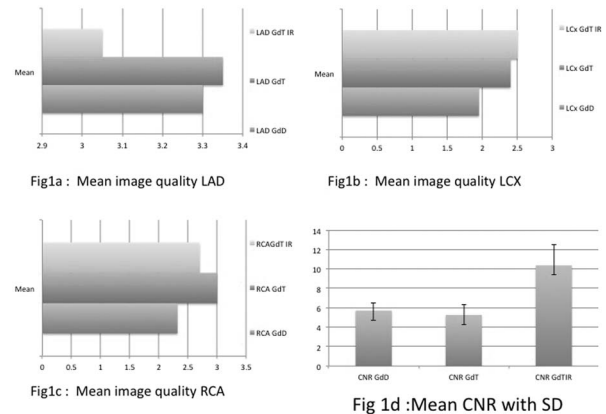 LAD GdT IR
Mean
LAD GdT
LAD GdD
2.9 3 3.1 3.2 3.3 3.4
Fig1a : Mean image quality LAD
LCx GdT IR
Mean
LCx GdT
LCx GdD
0 0.5 1 1.5 2 2.5 3
Fig1b : Mean image quality LCX
RCAGdT IR
Mean
RCA GdT
RCA GdD
0 0.5 1 1.5 2 2.5 3 3.5
Fig1c : Mean image quality RCA
14
12
10
8
6
4
2
0
CNR GdD CNR GdT CNR GdTIR
Fig 1d :Mean CNR with SD